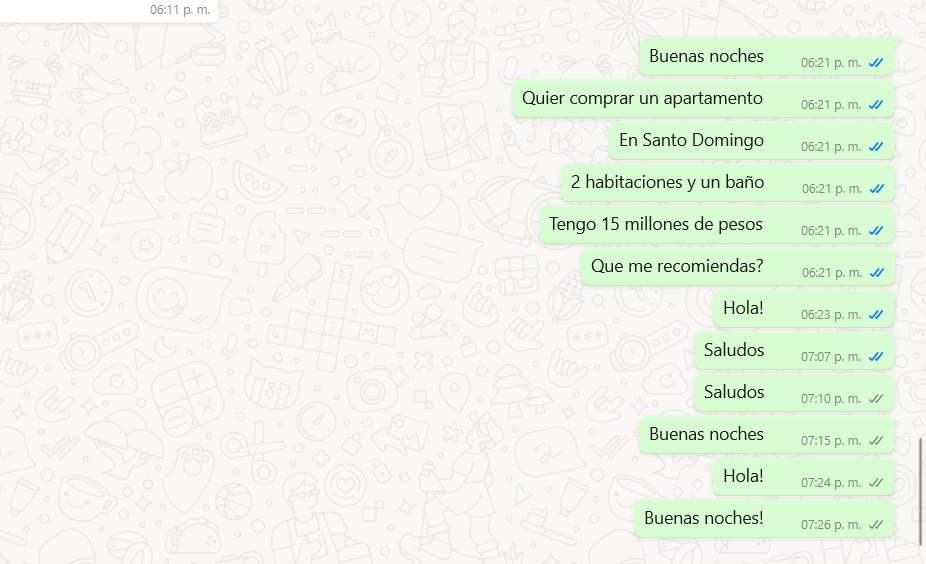 06:11 p. m.
Buenas noches 06:21 p. m.
Quier comprar un apartamento 06:21 p. m.
En Santo Domingo 06:21 p. m.
2 habitaciones y un baño 06:21 p. m.
Tengo 15 millones de pesos 06:21 p. m.
Que me recomiendas? 06:21 p. m.
Hola! 06:23 p. m.
Saludos 07:07 p. m.
Saludos 07:10 p. m.
Buenas noches 07:15 p. m.
Hola! 07:24 p. m.
Buenas noches! 07:26 p. m.